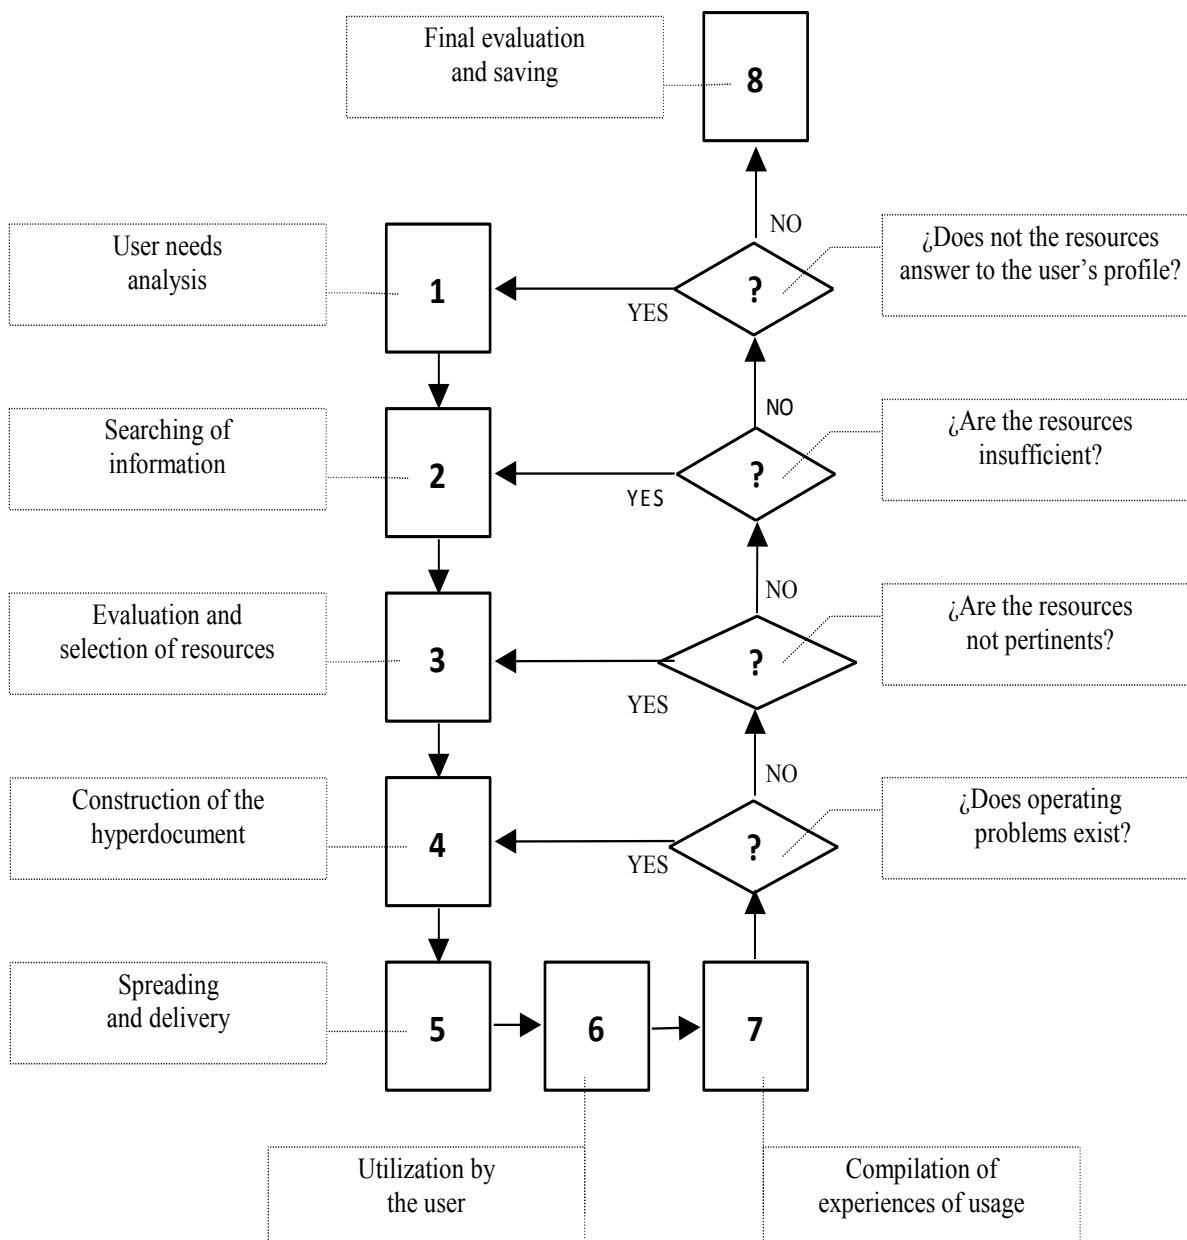 Final evaluation
and saving
8
NO
¿Does not the resources
answer to the user’s profile?
User needs
analysis
1
?
YES
NO
¿Are the resources
insufficient?
Searching of
information
2
?
YES
NO
¿Are the resources
not pertinents?
Evaluation and
selection of resources
3
?
YES
NO
¿Does operating
problems exist?
Construction of the
hyperdocument
4
?
YES
Spreading
and delivery
5
6
7
Utilization by
the user
Compilation of
experiences of usage